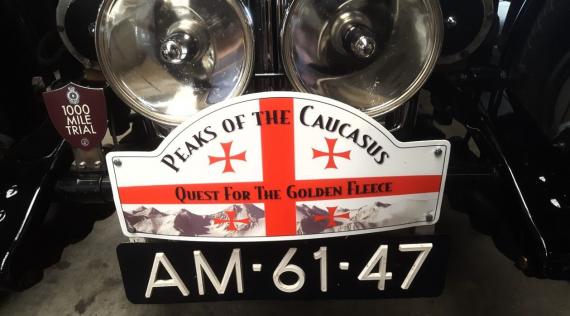 1000
MILE
TRIAL
PEAKS OF THE CAUCASUS
QUEST FOR THE GOLDEN FLEECE
AM-61-47